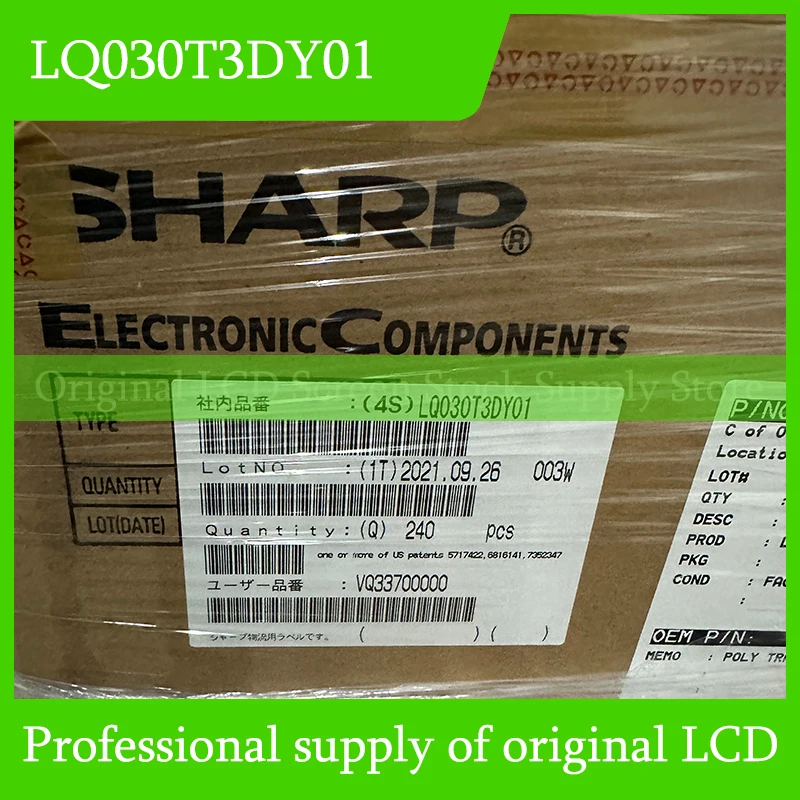 LQ030T3DY01
SHARP®
ELECTRONIC COMPONENTS
Original LCD Screen Stock Supply Store
TYPE
QUANTITY
LOT(DATE)
社内品番 : (4S) LQ030T3DY01
LotNO. : (1T) 2021.09.26 003W
Quantity : (Q) 240 pcs
one or more of US patents 5717422,6816141,7352347
ユーザー品番 : VQ33700000
シャープ物流用ラベルです。 ( ) ( )
P/NO
C of O
Locatio
LOT#
QTY :
DESC :
PROD :
PKG :
COND : FAC
:
OEM P/N:
MEMO : POLY TR
Professional supply of original LCD